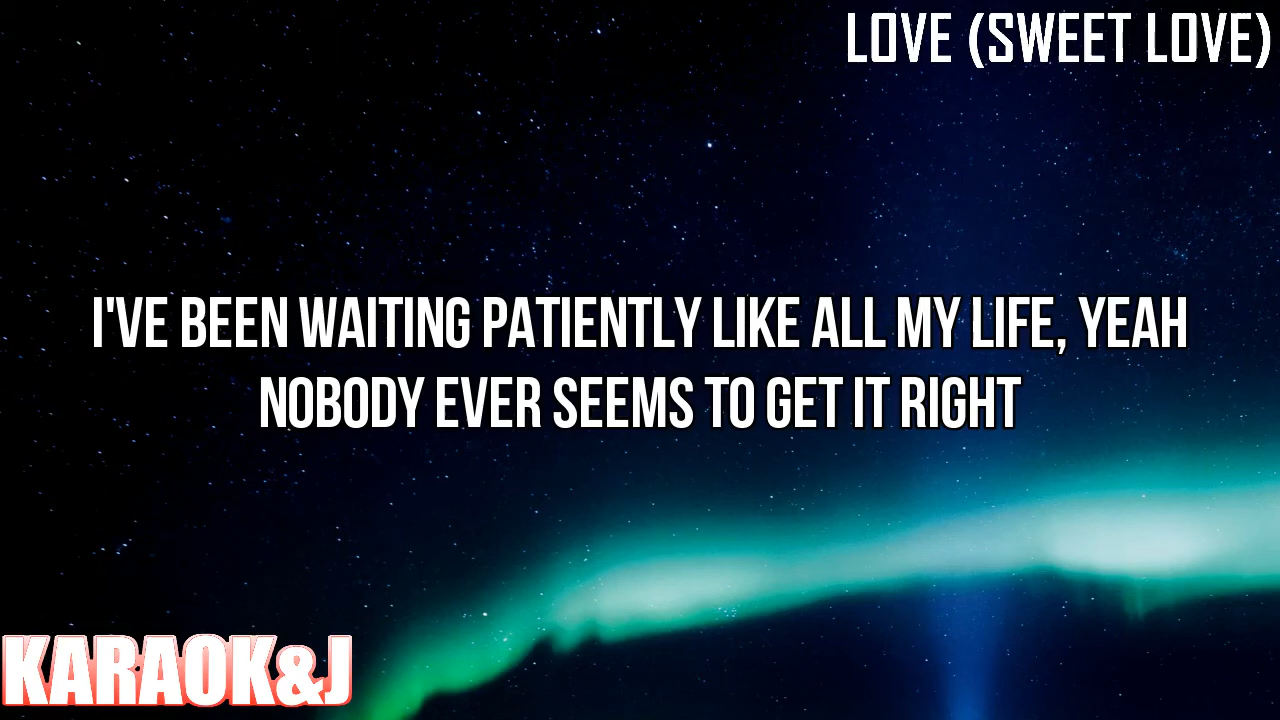 LOVE (SWEET LOVE)
I'VE BEEN WAITING PATIENTLY LIKE ALL MY LIFE, YEAH
NOBODY EVER SEEMS TO GET IT RIGHT
KARAOK&J